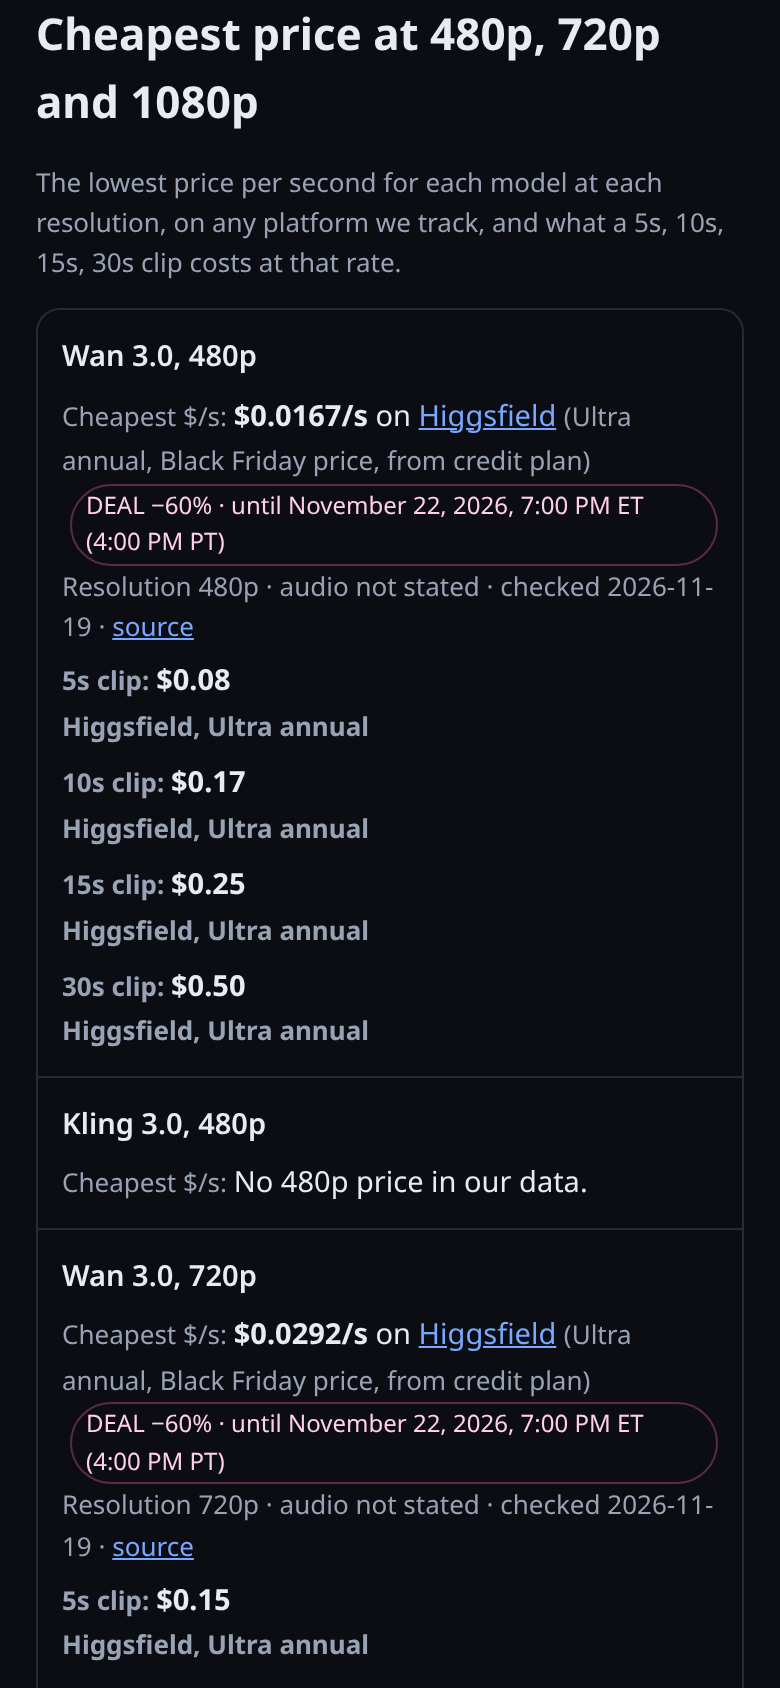 Cheapest price at 480p, 720p
and 1080p
The lowest price per second for each model at each
resolution, on any platform we track, and what a 5s, 10s,
15s, 30s clip costs at that rate.
Wan 3.0, 480p
Cheapest $/s: $0.0167/s on Higgsfield (Ultra
annual, Black Friday price, from credit plan)
DEAL −60% · until November 22, 2026, 7:00 PM ET
(4:00 PM PT)
Resolution 480p · audio not stated · checked 2026-11-
19 · source
5s clip: $0.08
Higgsfield, Ultra annual
10s clip: $0.17
Higgsfield, Ultra annual
15s clip: $0.25
Higgsfield, Ultra annual
30s clip: $0.50
Higgsfield, Ultra annual
Kling 3.0, 480p
Cheapest $/s: No 480p price in our data.
Wan 3.0, 720p
Cheapest $/s: $0.0292/s on Higgsfield (Ultra
annual, Black Friday price, from credit plan)
DEAL −60% · until November 22, 2026, 7:00 PM ET
(4:00 PM PT)
Resolution 720p · audio not stated · checked 2026-11-
19 · source
5s clip: $0.15
Higgsfield, Ultra annual